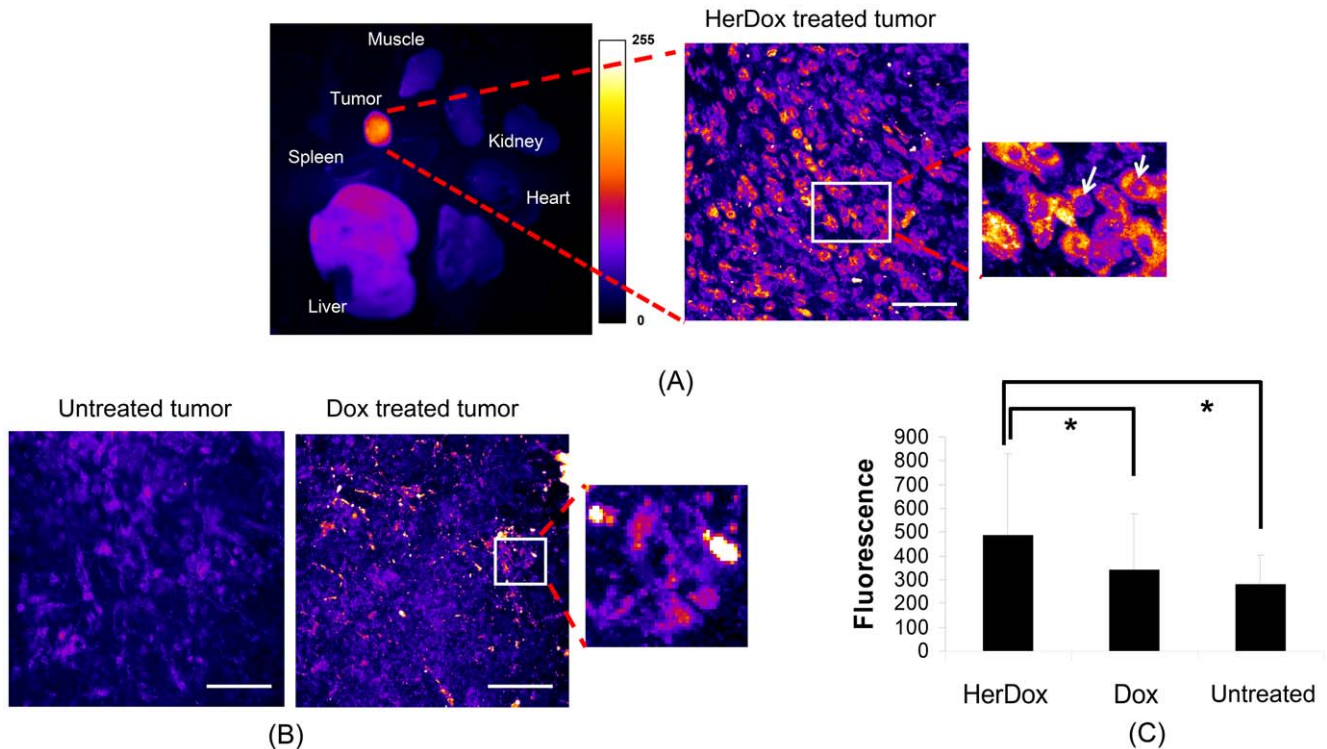 HerDox treated tumor
Muscle
255
Tumor
Kidney
Spleen
Heart
Liver
0
(A)
Untreated tumor
Dox treated tumor
(B)
*
*
900
800
700
600
500
400
300
200
100
0
Fluorescence
HerDox
Dox
Untreated
(C)